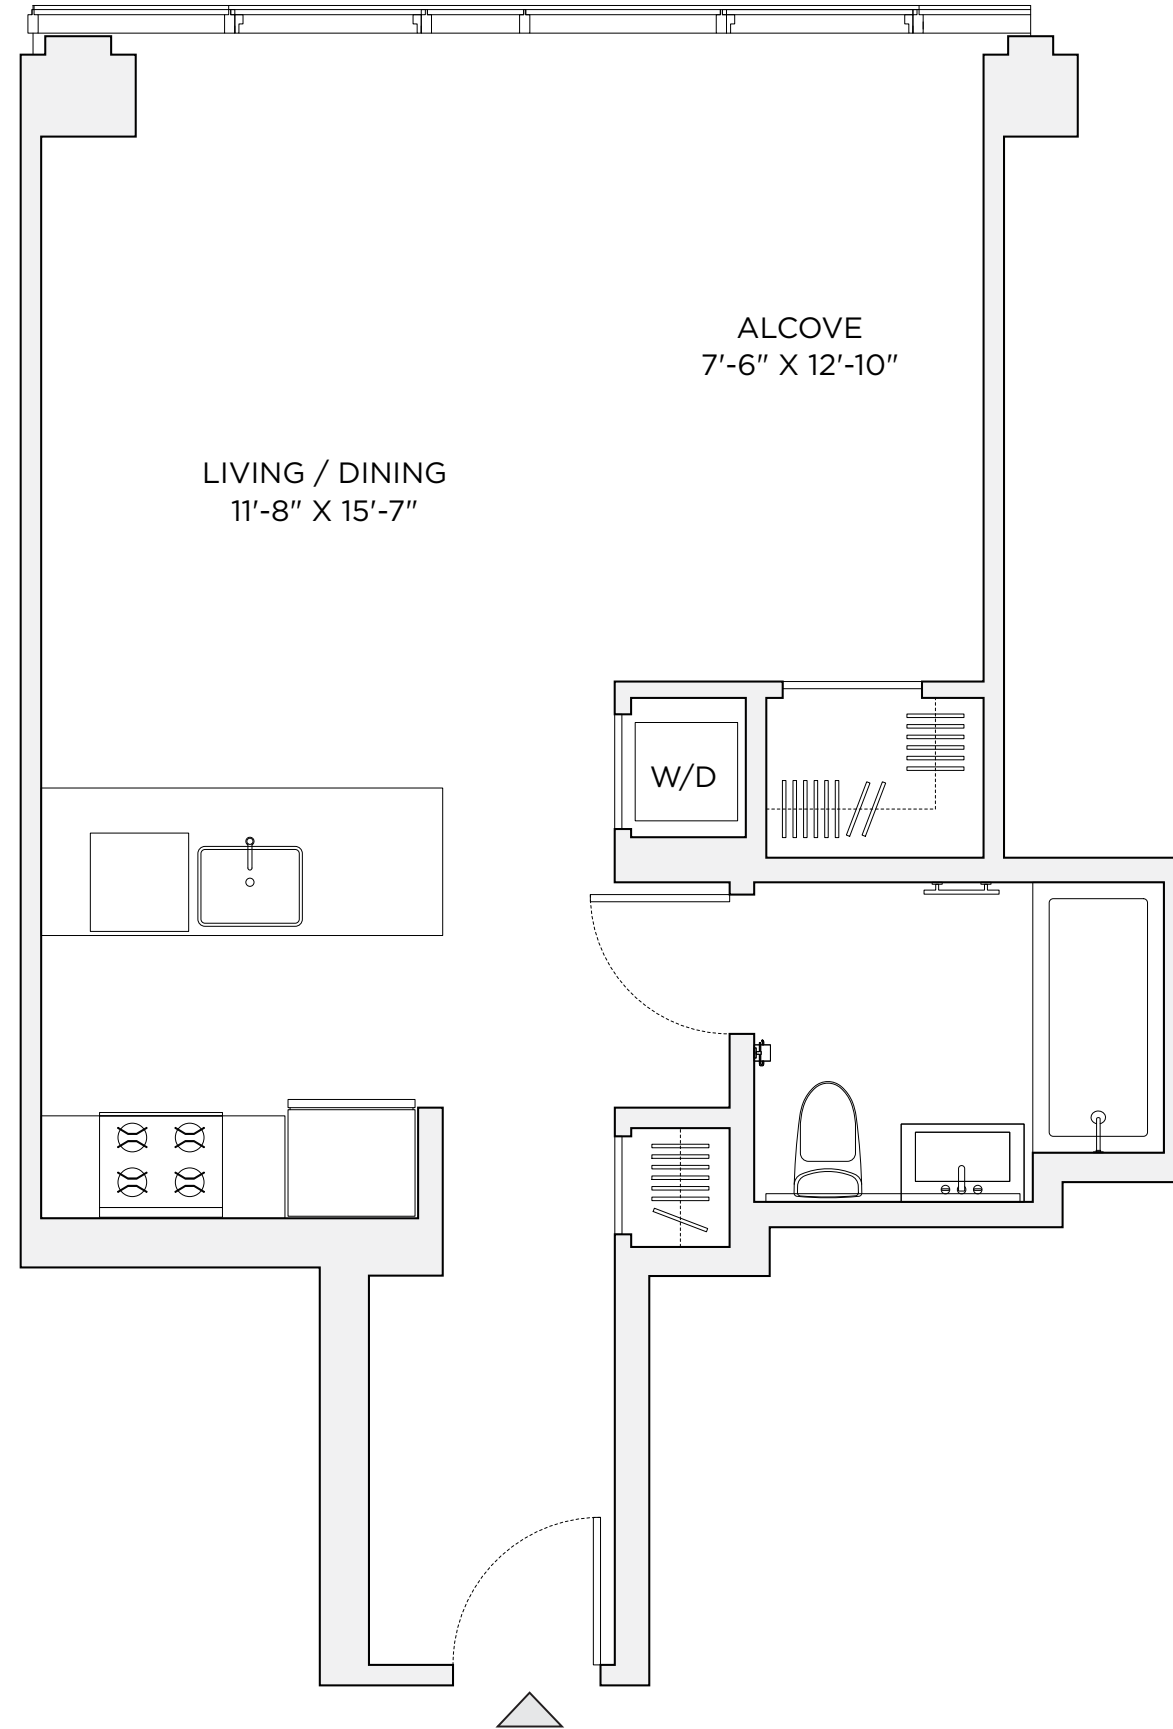 ALCOVE
7'-6" X 12'-10"
LIVING / DINING
11'-8" X 15'-7"
W/D